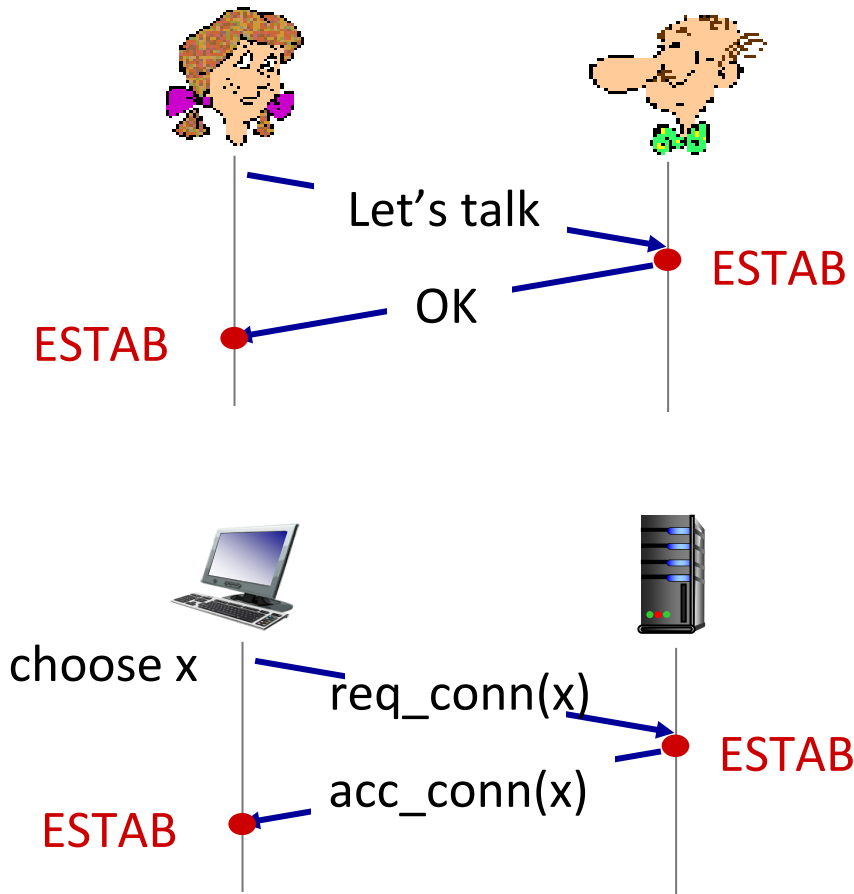 Let’s talk
ESTAB
OK
ESTAB
choose x
req_conn(x)
ESTAB
acc_conn(x)
ESTAB